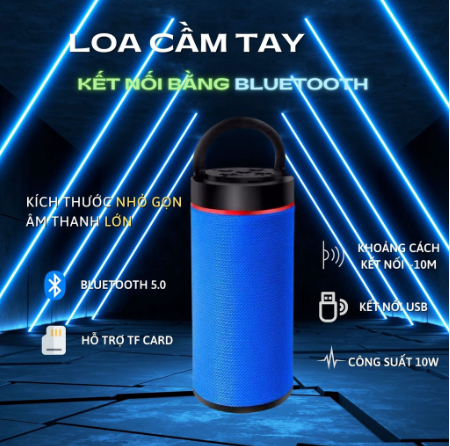 LOA CẦM TAY
KẾT NỐI BẰNG BLUETOOTH
KÍCH THƯỚC NHỎ GỌN
ÂM THANH LỚN
BLUETOOTH 5.0
HỖ TRỢ TF CARD
KHOẢNG CÁCH
KẾT NỐI ~10M
KẾT NỐI USB
CÔNG SUẤT 10W